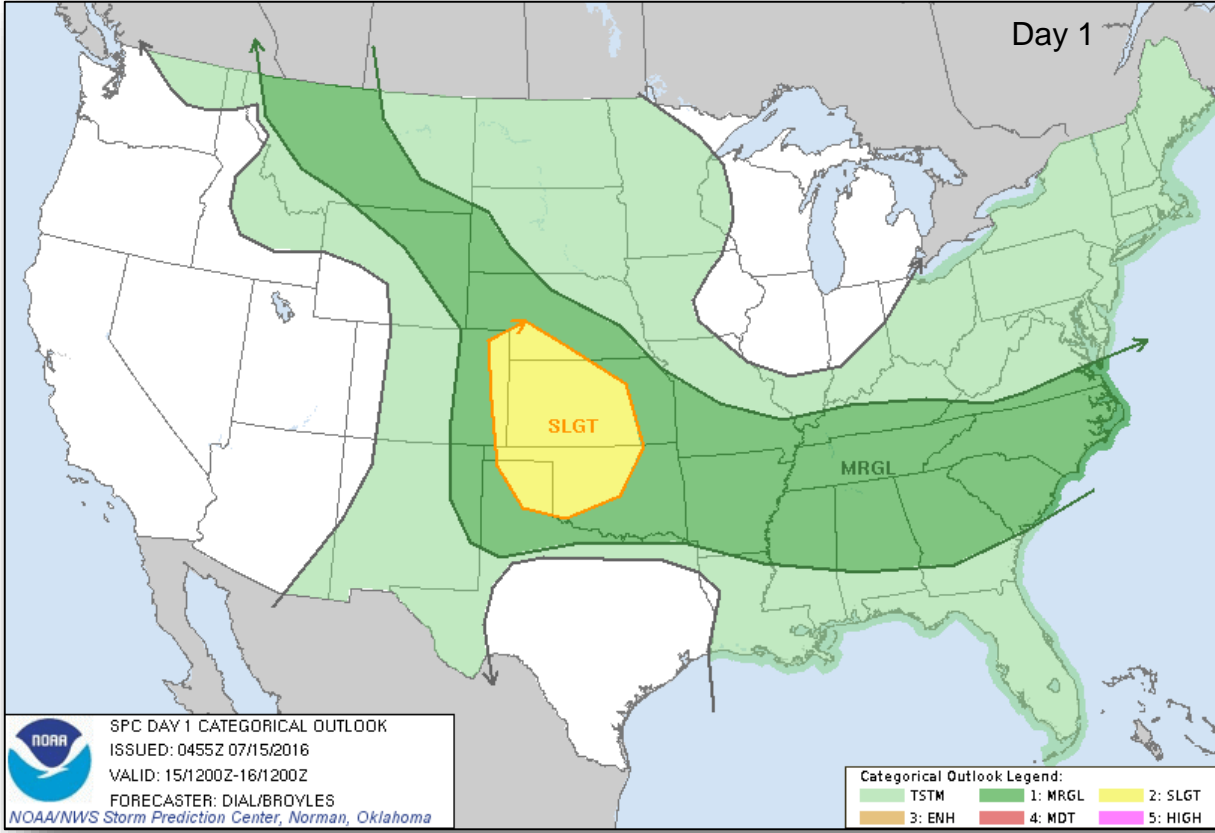 Day 1
SLGT
MRGL
NOAA
SPC DAY 1 CATEGORICAL OUTLOOK
ISSUED: 0455Z 07/15/2016
VALID: 15/1200Z-16/1200Z
FORECASTER: DIAL/BROYLES
NOAA/NWS Storm Prediction Center, Norman, Oklahoma
Categorical Outlook Legend:
TSTM 1: MRGL 2: SLGT
3: ENH 4: MDT 5: HIGH